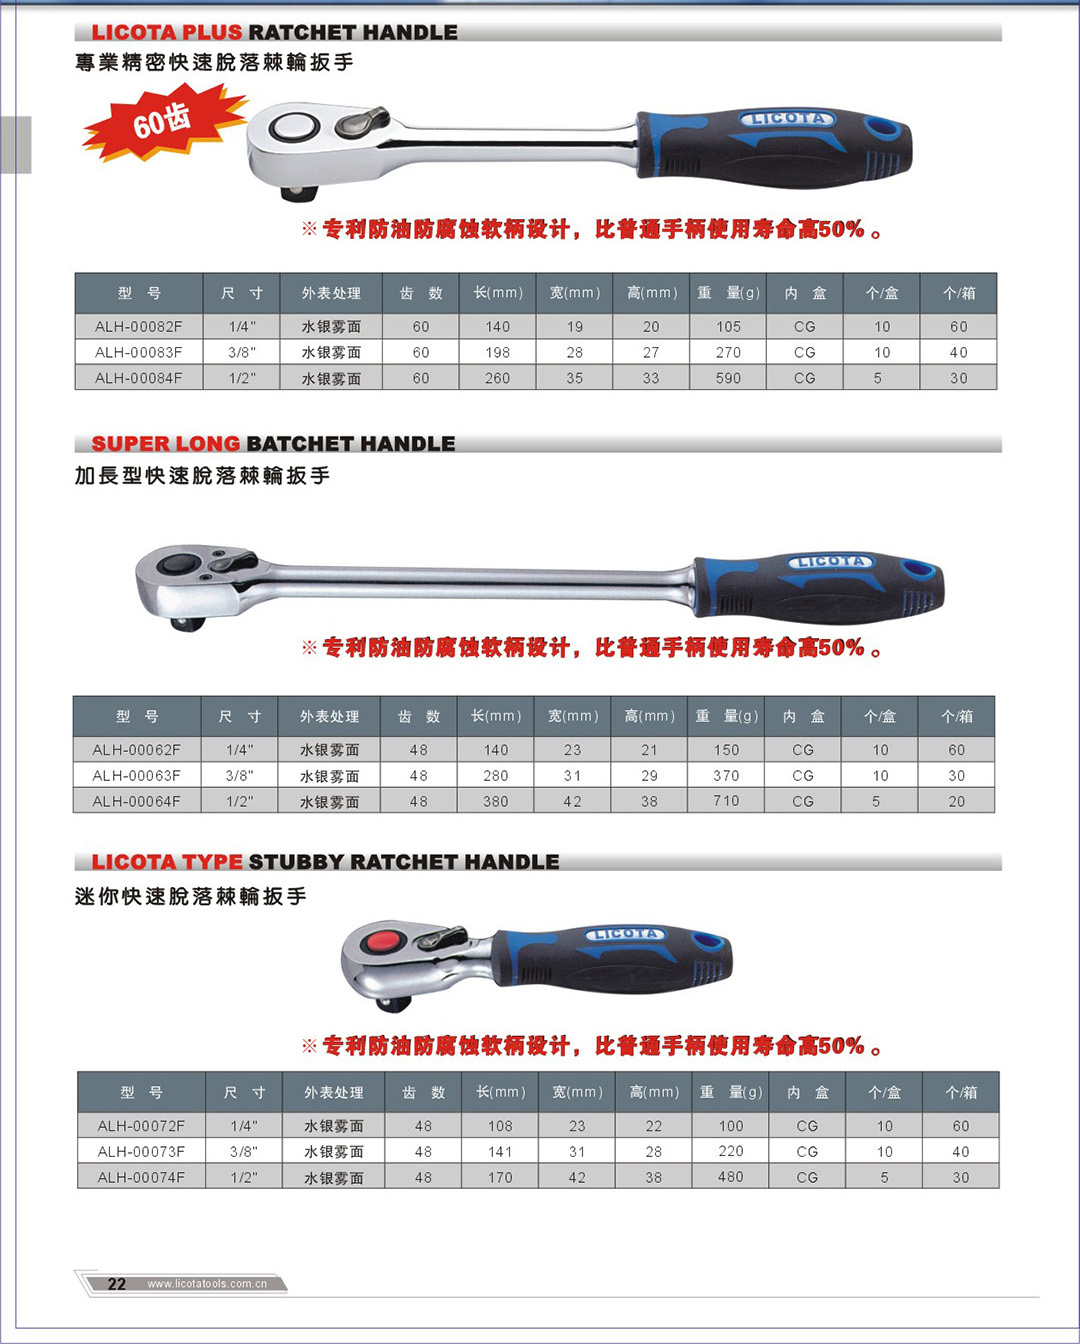 LICOTA PLUS RATCHET HANDLE
專業精密快速脫落棘輪扳手
60齿
LICOTA
※ 专利防油防腐蚀软柄设计，比普通手柄使用寿命高50% 。
型 号 尺 寸 外表处理 齿 数 长(mm) 宽(mm) 高(mm) 重 量(g) 内 盒 个/盒 个/箱
ALH-00082F 1/4" 水银雾面 60 140 19 20 105 CG 10 60
ALH-00083F 3/8" 水银雾面 60 198 28 27 270 CG 10 40
ALH-00084F 1/2" 水银雾面 60 260 35 33 590 CG 5 30
SUPER LONG BATCHET HANDLE
加長型快速脫落棘輪扳手
LICOTA
※ 专利防油防腐蚀软柄设计，比普通手柄使用寿命高50% 。
型 号 尺 寸 外表处理 齿 数 长(mm) 宽(mm) 高(mm) 重 量(g) 内 盒 个/盒 个/箱
ALH-00062F 1/4" 水银雾面 48 140 23 21 150 CG 10 60
ALH-00063F 3/8" 水银雾面 48 280 31 29 370 CG 10 30
ALH-00064F 1/2" 水银雾面 48 380 42 38 710 CG 5 20
LICOTA TYPE STUBBY RATCHET HANDLE
迷你快速脫落棘輪扳手
LICOTA
※ 专利防油防腐蚀软柄设计，比普通手柄使用寿命高50% 。
型 号 尺 寸 外表处理 齿 数 长(mm) 宽(mm) 高(mm) 重 量(g) 内 盒 个/盒 个/箱
ALH-00072F 1/4" 水银雾面 48 108 23 22 100 CG 10 60
ALH-00073F 3/8" 水银雾面 48 141 31 28 220 CG 10 40
ALH-00074F 1/2" 水银雾面 48 170 42 38 480 CG 5 30
22 www.licotatools.com.cn